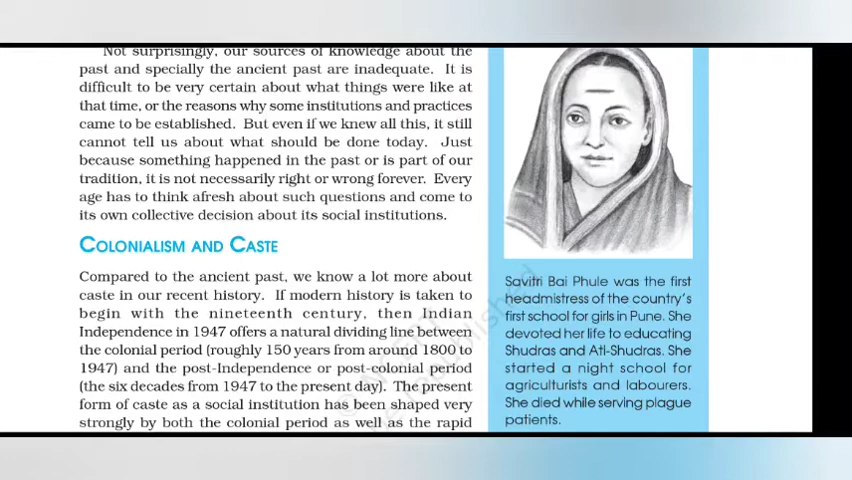 Not surprisingly, our sources of knowledge about the
past and specially the ancient past are inadequate. It is
difficult to be very certain about what things were like at
that time, or the reasons why some institutions and practices
came to be established. But even if we knew all this, it still
cannot tell us about what should be done today. Just
because something happened in the past or is part of our
tradition, it is not necessarily right or wrong forever. Every
age has to think afresh about such questions and come to
its own collective decision about its social institutions.
COLONIALISM AND CASTE
Compared to the ancient past, we know a lot more about
caste in our recent history. If modern history is taken to
begin with the nineteenth century, then Indian
Independence in 1947 offers a natural dividing line between
the colonial period (roughly 150 years from around 1800 to
1947) and the post-Independence or post-colonial period
(the six decades from 1947 to the present day). The present
form of caste as a social institution has been shaped very
strongly by both the colonial period as well as the rapid
Savitri Bai Phule was the first
headmistress of the country's
first school for girls in Pune. She
devoted her life to educating
Shudras and Ati-Shudras. She
started a night school for
agriculturists and labourers.
She died while serving plague
patients.
© NCERT
be republished